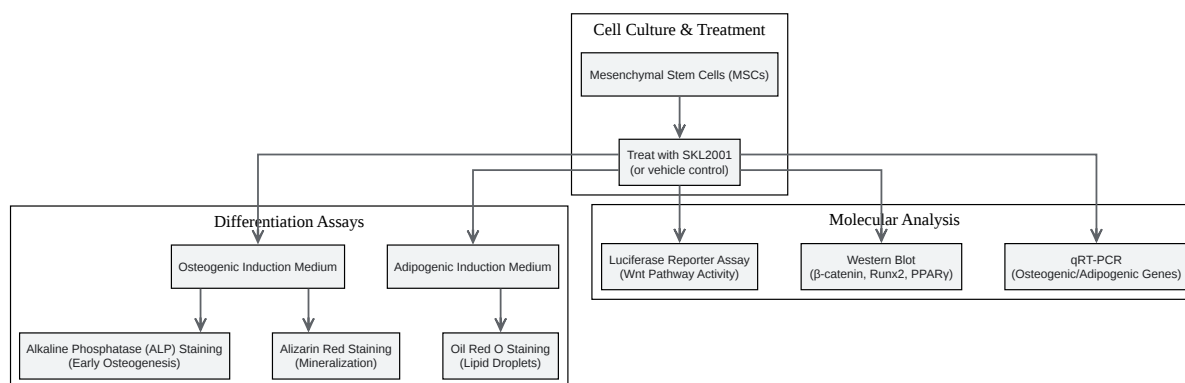 Cell Culture & Treatment
Mesenchymal Stem Cells (MSCs)
Treat with SKL2001
(or vehicle control)
Differentiation Assays
Osteogenic Induction Medium
Adipogenic Induction Medium
Alkaline Phosphatase (ALP) Staining
(Early Osteogenesis)
Alizarin Red Staining
(Mineralization)
Oil Red O Staining
(Lipid Droplets)
Molecular Analysis
Luciferase Reporter Assay
(Wnt Pathway Activity)
Western Blot
(β-catenin, Runx2, PPARγ)
qRT-PCR
(Osteogenic/Adipogenic Genes)